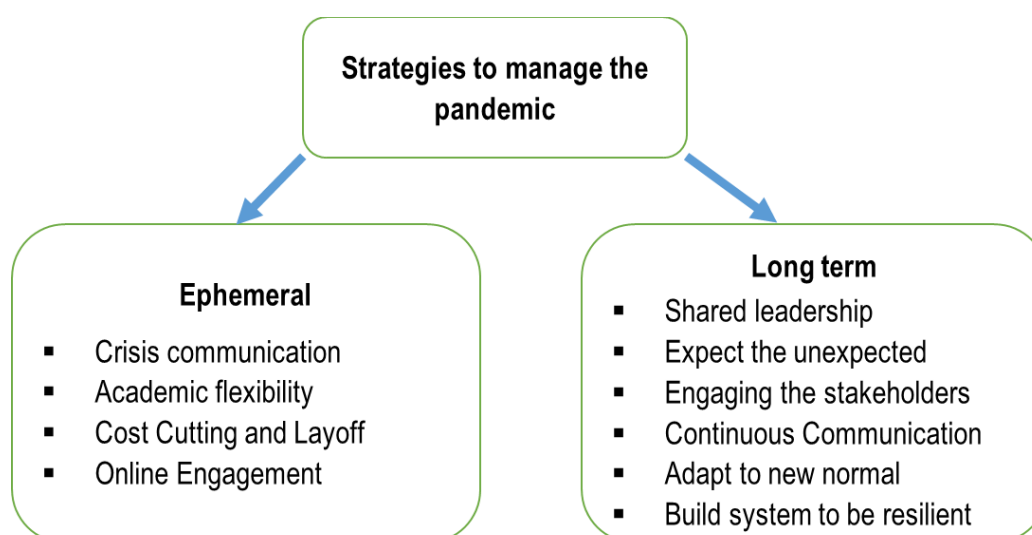 Strategies to manage the
pandemic
Ephemeral
▪ Crisis communication
▪ Academic flexibility
▪ Cost Cutting and Layoff
▪ Online Engagement
Long term
▪ Shared leadership
▪ Expect the unexpected
▪ Engaging the stakeholders
▪ Continuous Communication
▪ Adapt to new normal
▪ Build system to be resilient